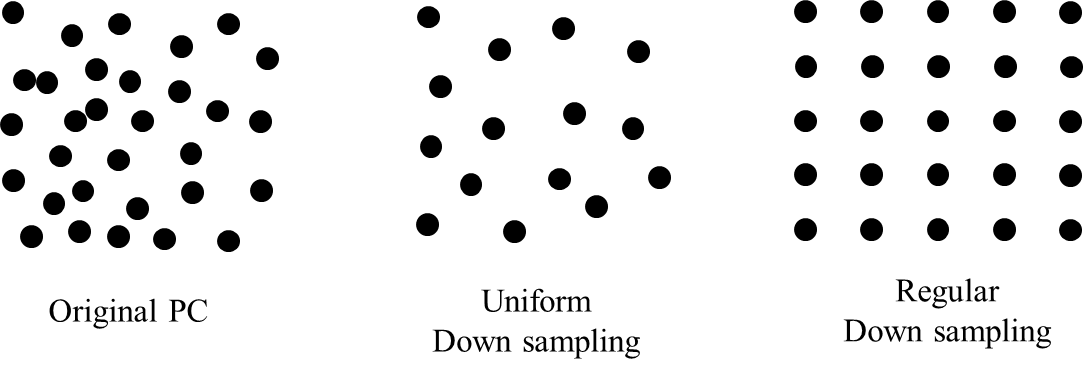 Original PC
Uniform
Down sampling
Regular
Down sampling